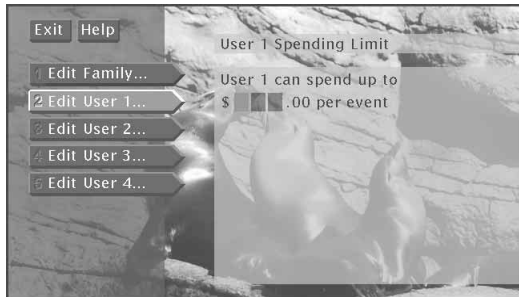 Exit Help
User 1 Spending Limit
1 Edit Family...
User 1 can spend up to
2 Edit User 1...
$ .00 per event
3 Edit User 2...
4 Edit User 3...
5 Edit User 4...